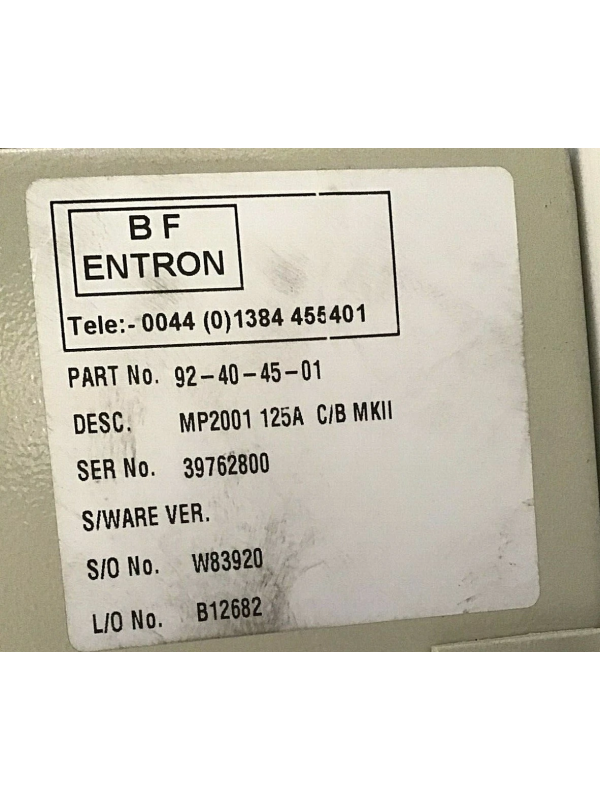 B F
ENTRON
Tele:- 0044 (0)1384 455401
PART No. 92-40-45-01
DESC. MP2001 125A C/B MKII
SER No. 39762800
S/WARE VER.
S/O No. W83920
L/O No. B12682